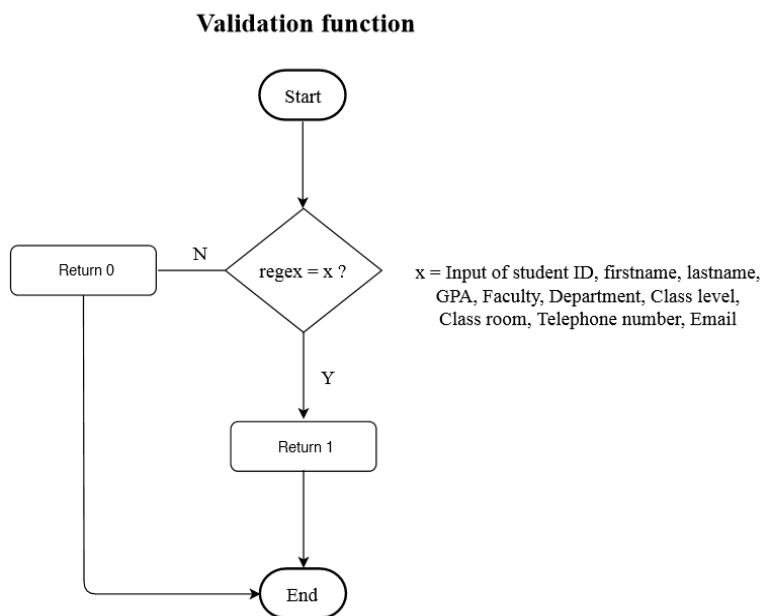 Validation function
Start
N
Return 0
regex = x ?
x = Input of student ID, firstname, lastname,
GPA, Faculty, Department, Class level,
Class room, Telephone number, Email
Y
Return 1
End